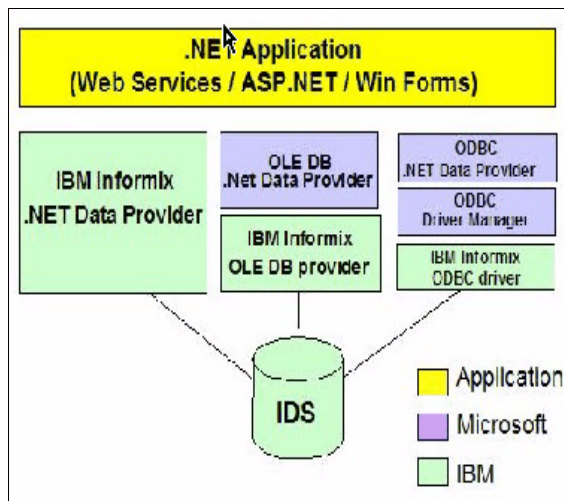 .NET Application
(Web Services / ASP.NET / Win Forms)
IBM Informix
.NET Data Provider
OLE DB
.Net Data Provider
IBM Informix
OLE DB provider
ODBC
.NET Data Provider
ODDC
Driver Manager
IBM Informix
ODBC driver
IDS
Application
Microsoft
IBM